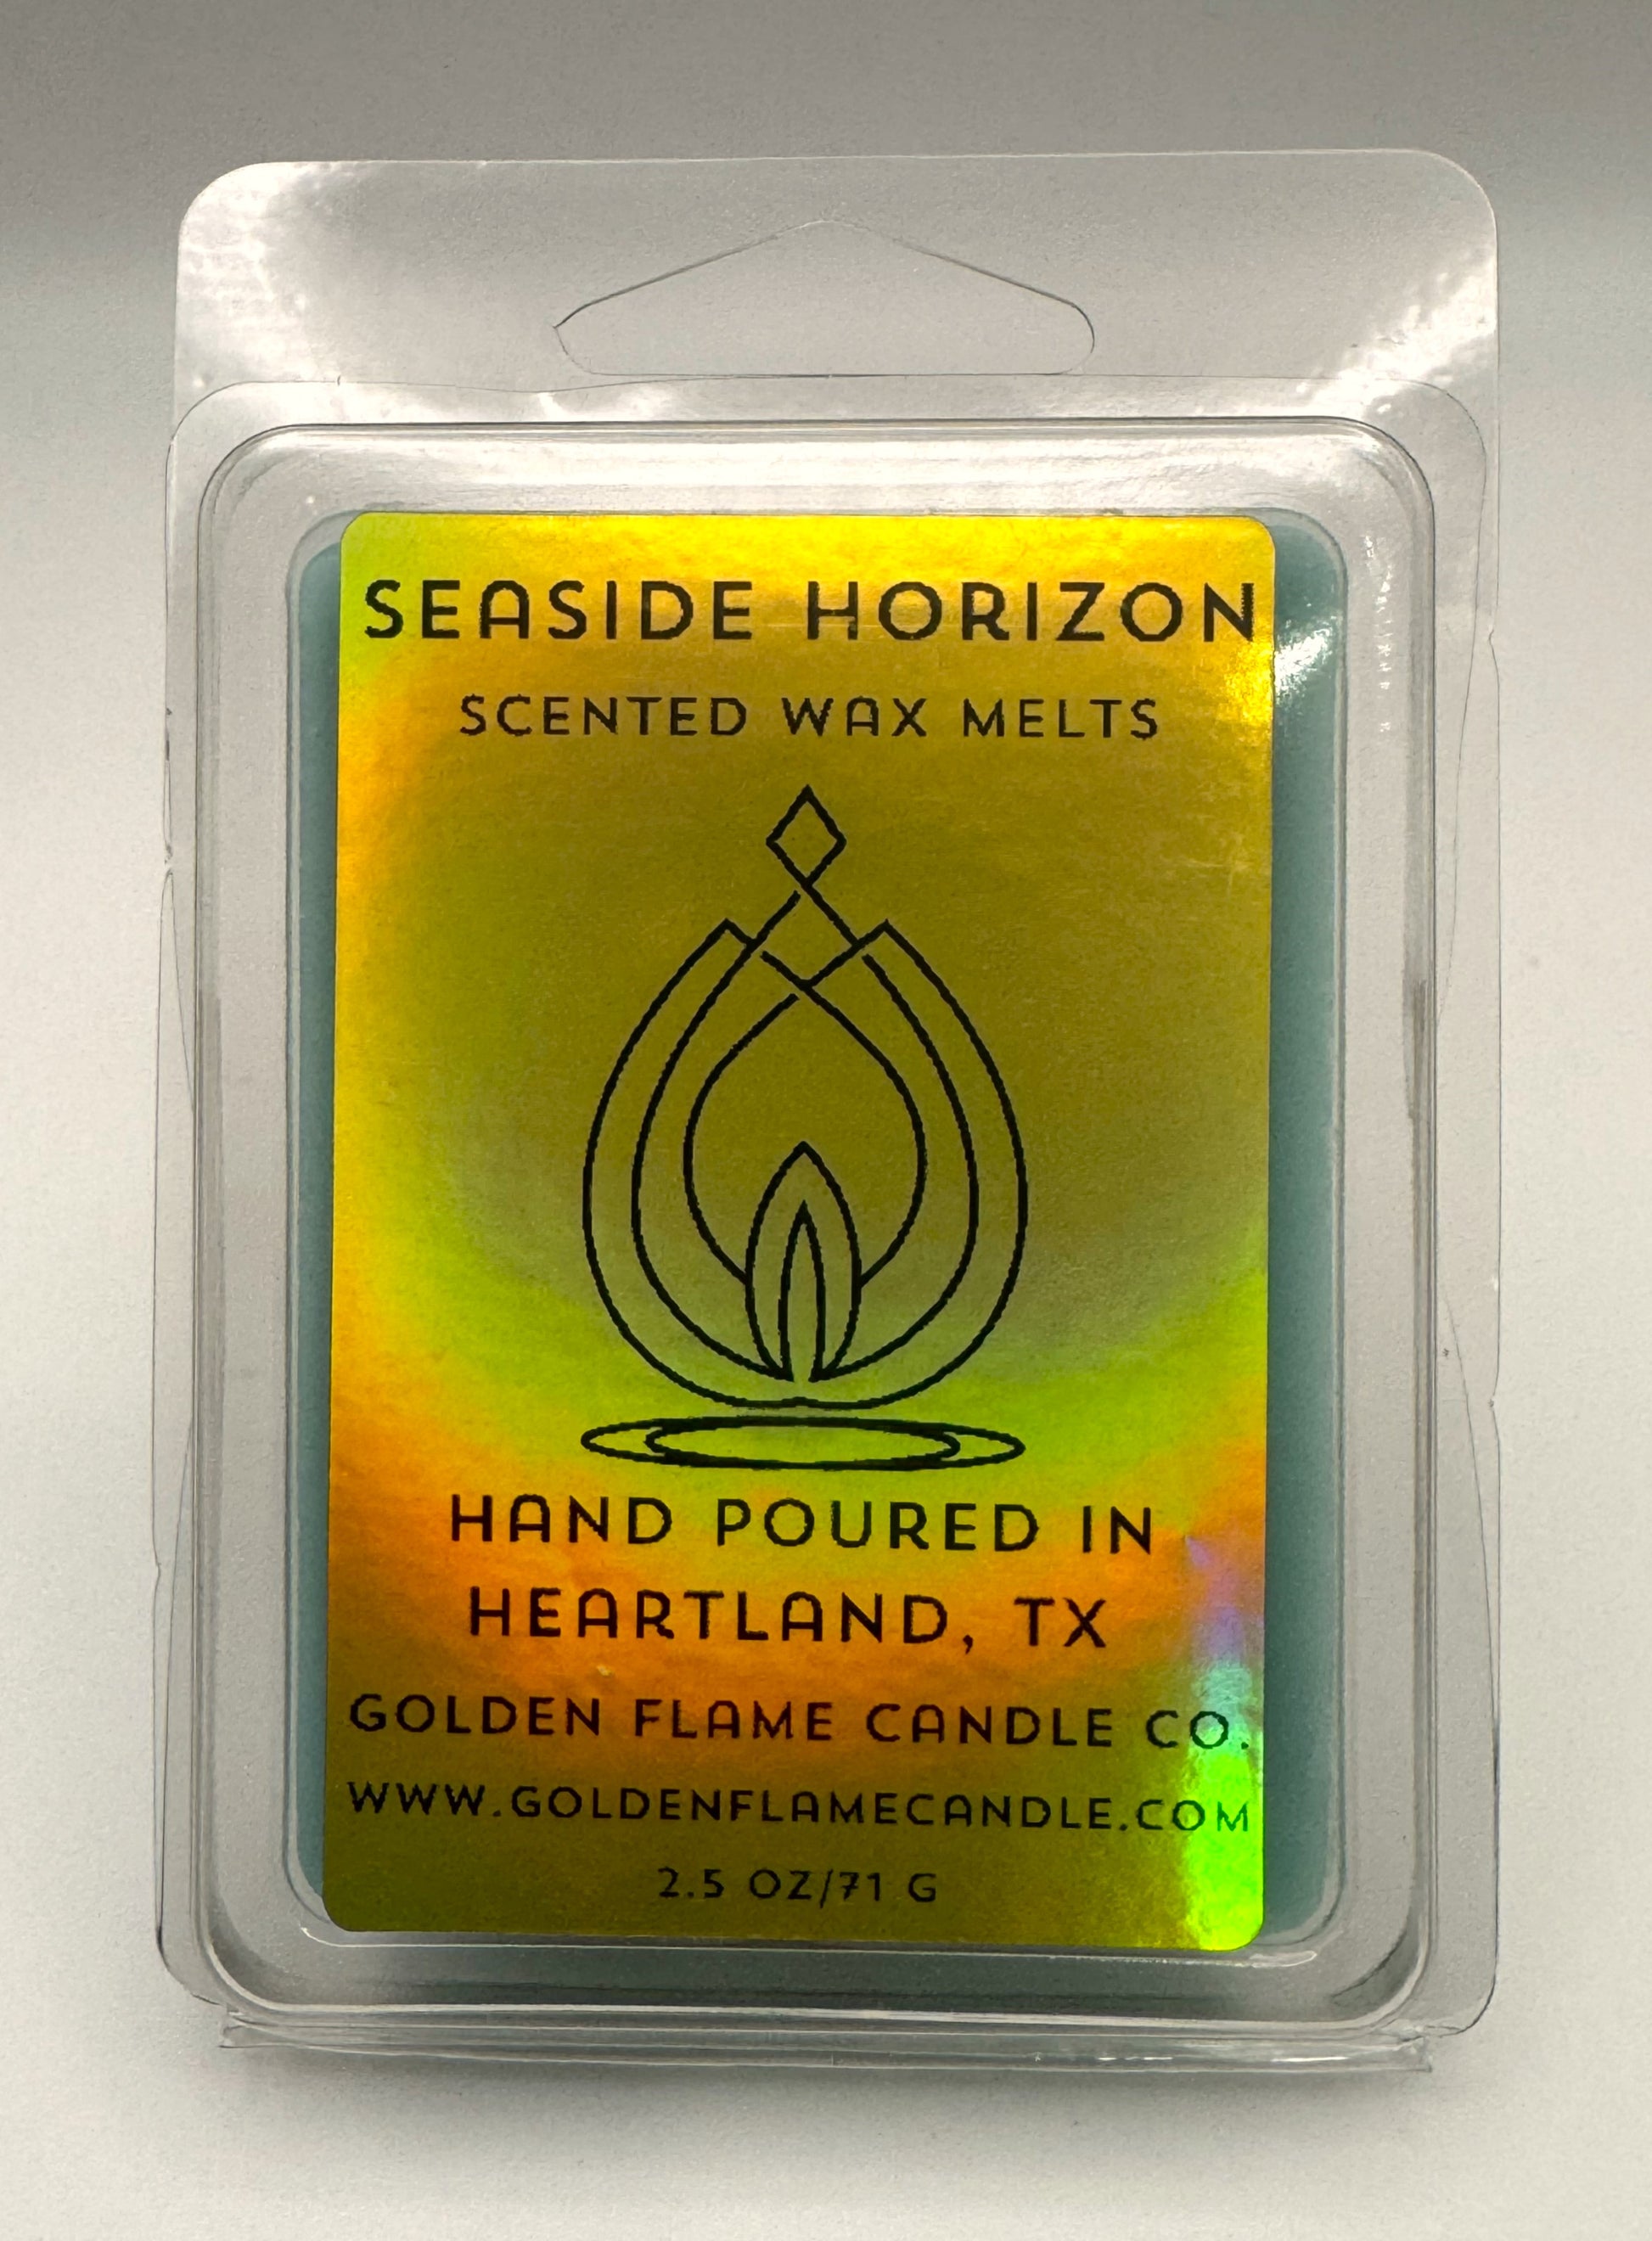 SEASIDE HORIZON
SCENTED WAX MELTS
HAND POURED IN
HEARTLAND, TX
GOLDEN FLAME CANDLE CO.
WWW.GOLDENFLAMECANDLE.COM
2.5 OZ/71 G